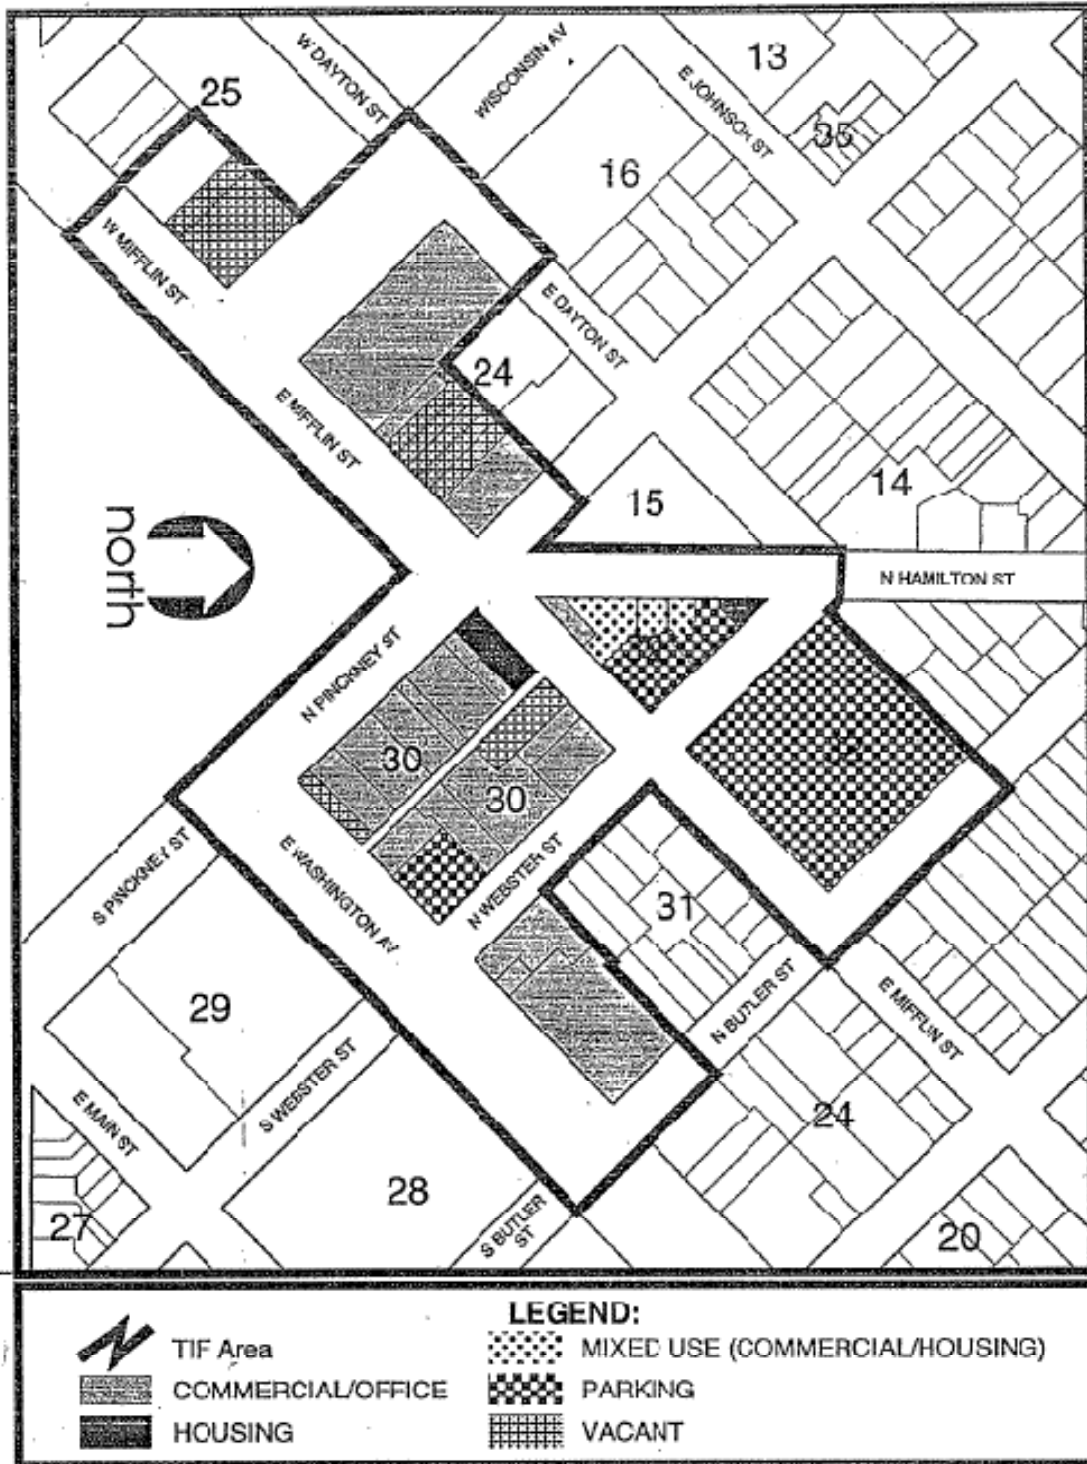 W DAYTON ST
WISCONSIN AV
13
E JOHNSON ST
25
35
16
W MIFFLIN ST
E DAYTON ST
24
E MIFFLIN ST
15
14
north
N HAMILTON ST
N PINCKNEY ST
30
30
E WASHINGTON AV
N WEBSTER ST
S PINCKNEY ST
31
29
N BUTLER ST
E MIFFLIN ST
S WEBSTER ST
E MAIN ST
24
28
27
S BUTLER
ST
20
LEGEND:
TIF Area
MIXED USE (COMMERCIAL/HOUSING)
COMMERCIAL/OFFICE
PARKING
HOUSING
VACANT